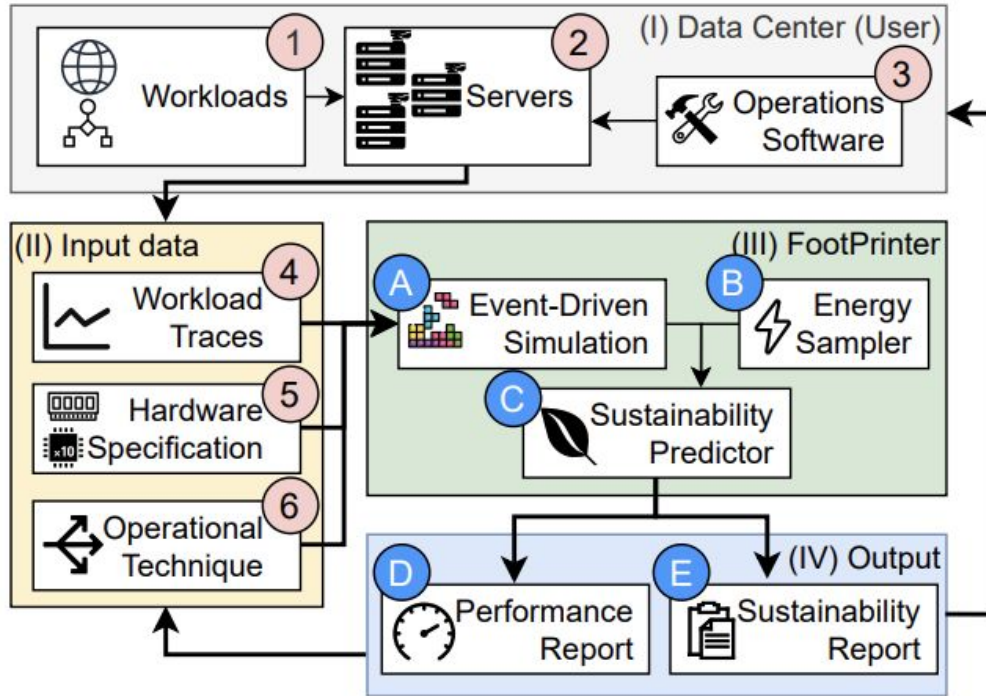 (I) Data Center (User)
1
Workloads
2
Servers
3
Operations
Software
(II) Input data
4
Workload
Traces
5
Hardware
Specification
x10
6
Operational
Technique
(III) FootPrinter
A
Event-Driven
Simulation
B
Energy
Sampler
C
Sustainability
Predictor
(IV) Output
D
Performance
Report
E
Sustainability
Report